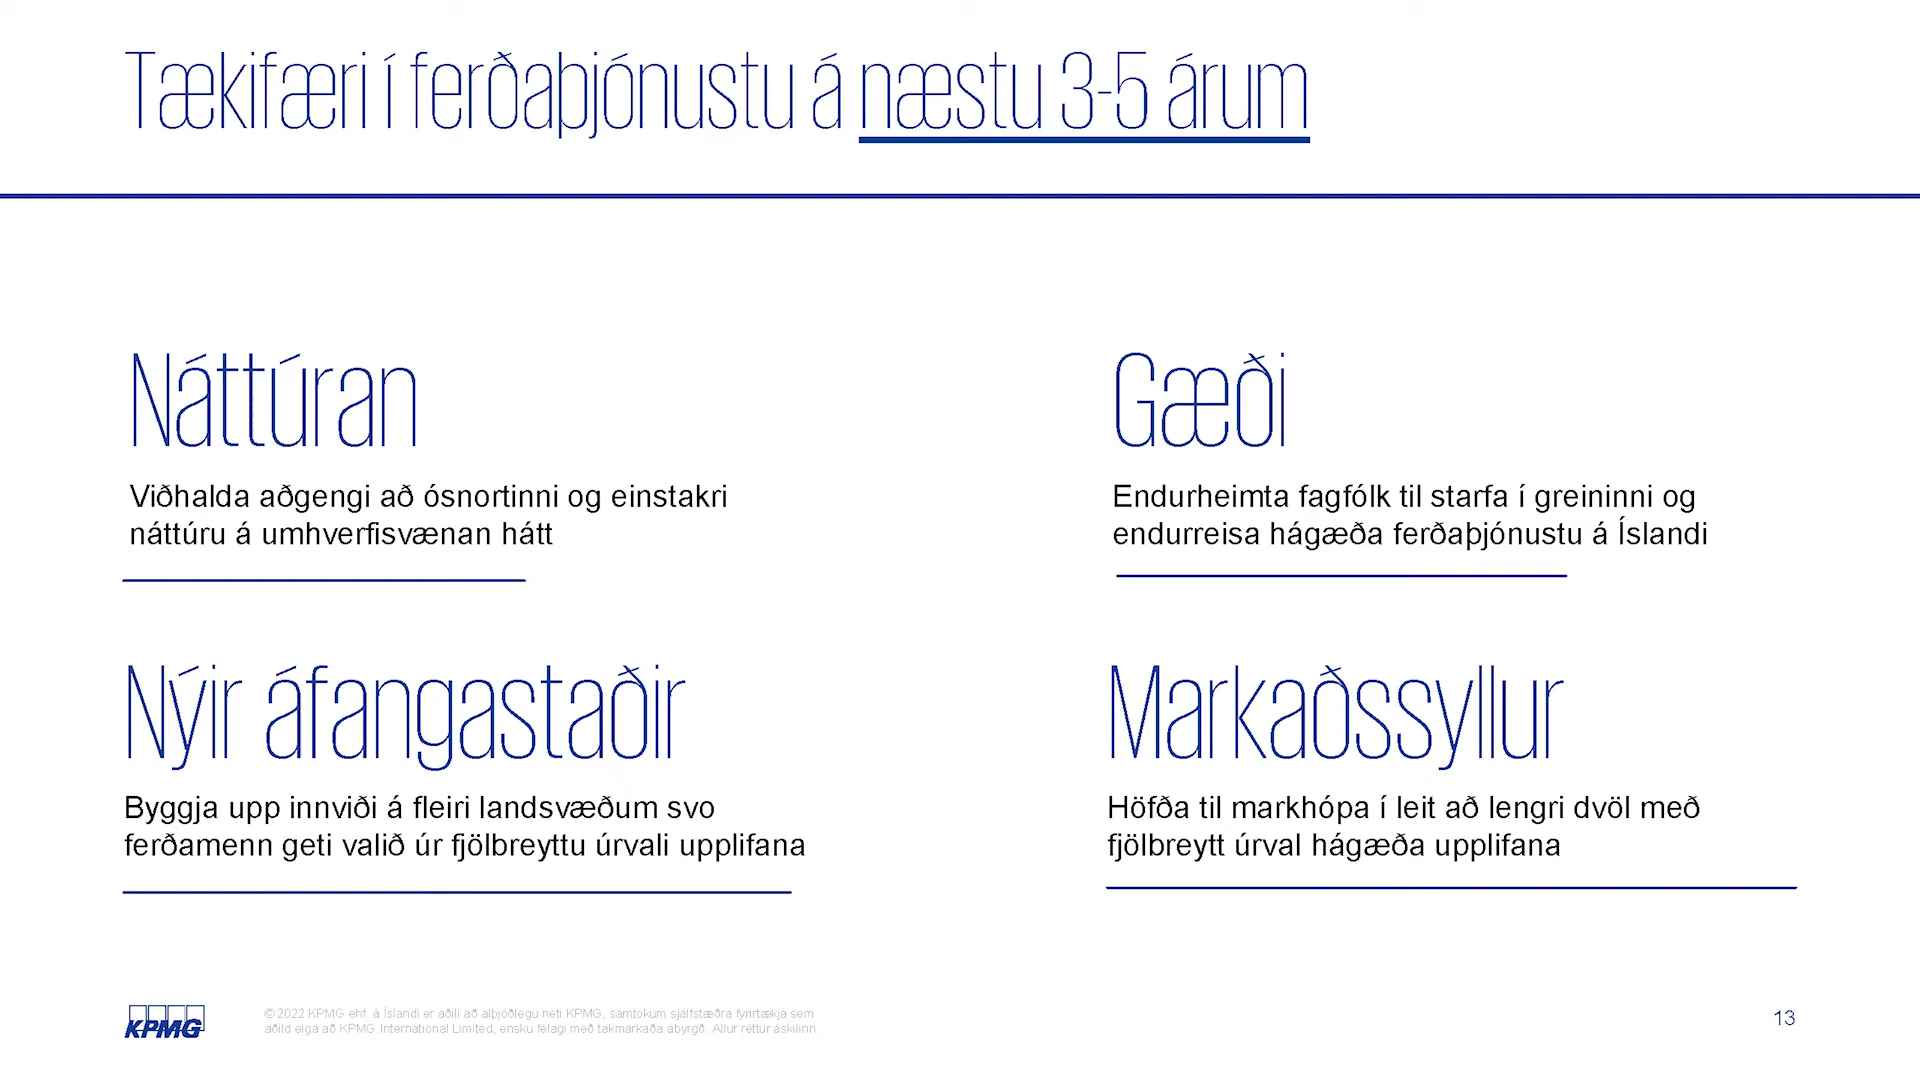 Tækifæri í ferðaþjónustu á næstu 3-5 árum
Náttúran
Viðhalda aðgengi að ósnortinni og einstakri
náttúru á umhverfisvænan hátt
Gæði
Endurheimta fagfólk til starfa í greininni og
endurreisa hágæða ferðaþjónustu á Íslandi
Nýir áfangastaðir
Byggja upp innviði á fleiri landsvæðum svo
ferðamenn geti valið úr fjölbreyttu úrvali upplifana
Markaðssyllur
Höfða til markhópa í leit að lengri dvöl með
fjölbreytt úrval hágæða upplifana
KPMG
© 2022 KPMG ehf. á Íslandi er aðili að alþjóðlegu neti KPMG, samtökum sjálfstæðra fyrirtækja sem
aðild eiga að KPMG International Limited, ensku félagi með takmarkaða ábyrgð. Allur réttur áskilinn.
13